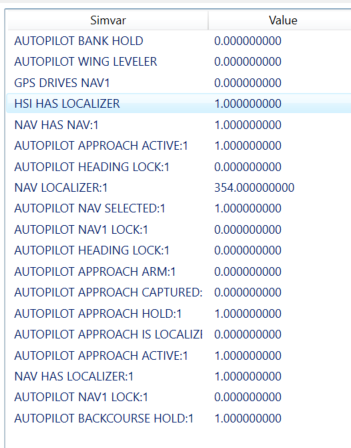 Simvar Value
AUTOPILOT BANK HOLD 0.000000000
AUTOPILOT WING LEVELER 0.000000000
GPS DRIVES NAV1 0.000000000
HSI HAS LOCALIZER 1.000000000
NAV HAS NAV:1 1.000000000
AUTOPILOT APPROACH ACTIVE:1 1.000000000
AUTOPILOT HEADING LOCK:1 0.000000000
NAV LOCALIZER:1 354.000000000
AUTOPILOT NAV SELECTED:1 1.000000000
AUTOPILOT NAV1 LOCK:1 0.000000000
AUTOPILOT HEADING LOCK:1 0.000000000
AUTOPILOT APPROACH ARM:1 0.000000000
AUTOPILOT APPROACH CAPTURED: 0.000000000
AUTOPILOT APPROACH HOLD:1 1.000000000
AUTOPILOT APPROACH IS LOCALIZI 0.000000000
AUTOPILOT APPROACH ACTIVE:1 1.000000000
NAV HAS LOCALIZER:1 1.000000000
AUTOPILOT NAV1 LOCK:1 0.000000000
AUTOPILOT BACKCOURSE HOLD:1 1.000000000